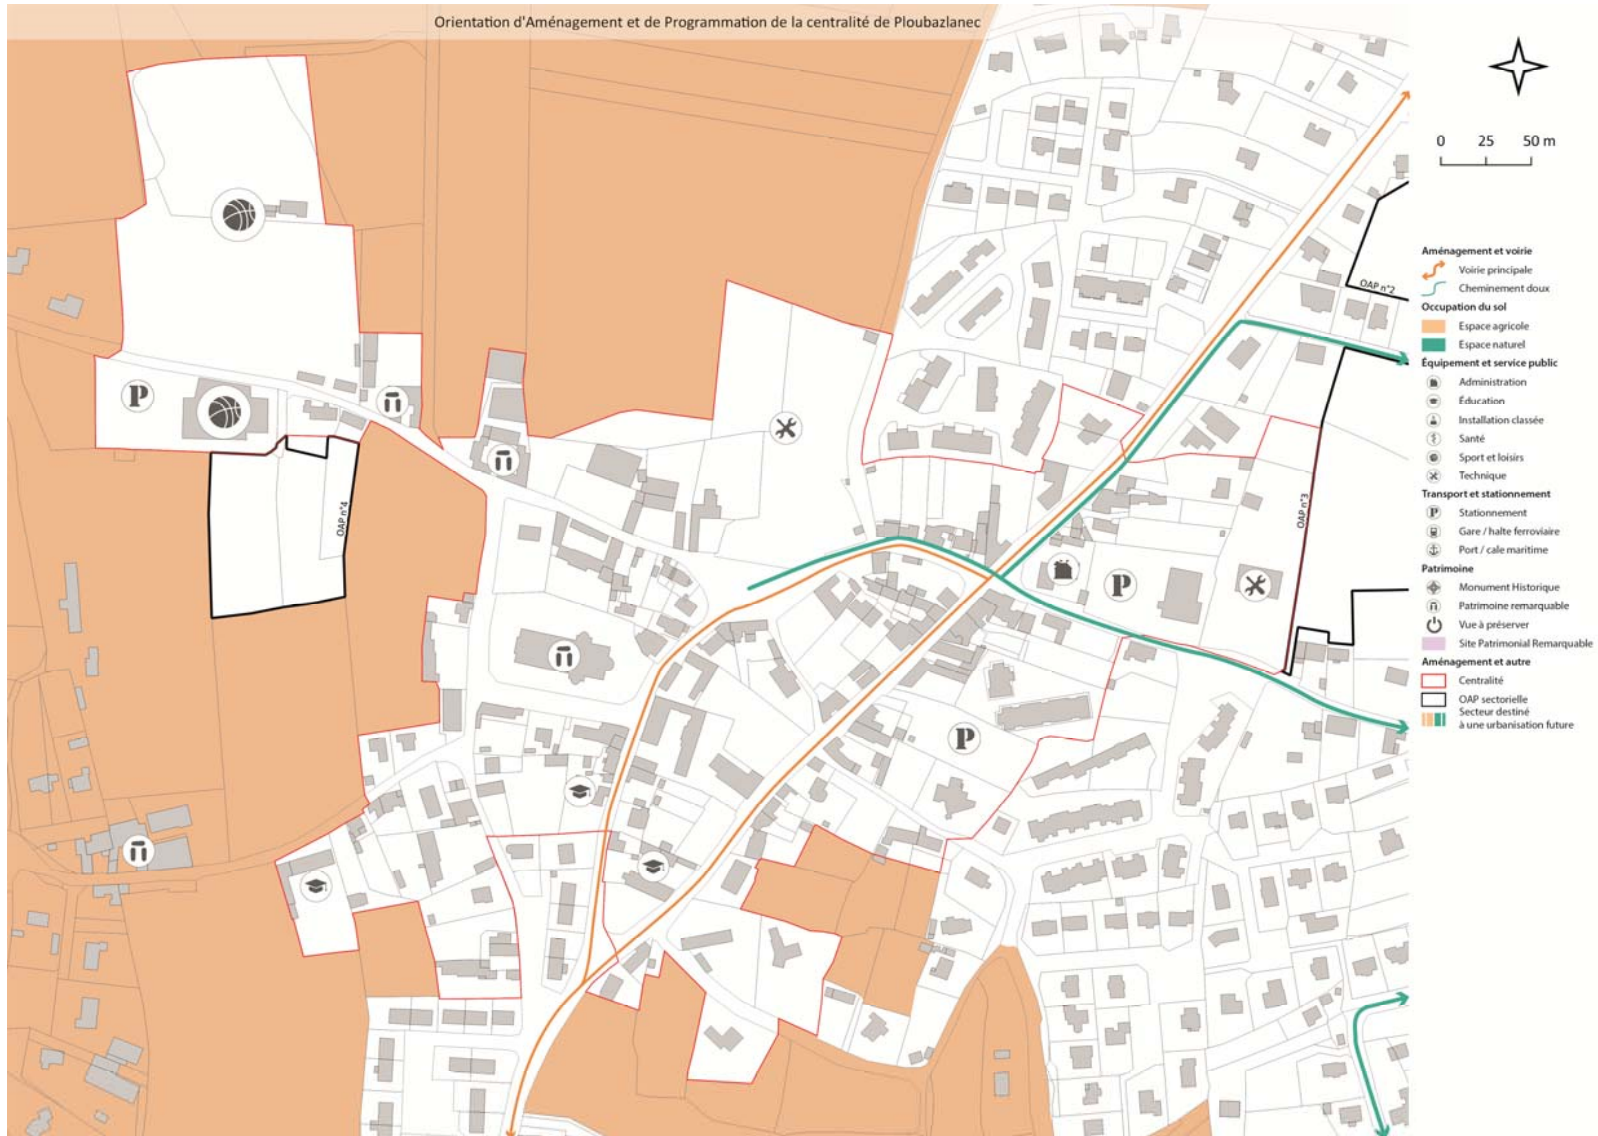 Orientation d'Aménagement et de Programmation de la centralité de Ploubazlanec
0 25 50 m
OAP n°2
OAP n°3
OAP n°4
P
P
P
Aménagement et voirie
Voirie principale
Cheminement doux
Occupation du sol
Espace agricole
Espace naturel
Équipement et service public
Administration
Éducation
Installation classée
Santé
Sport et loisirs
Technique
Transport et stationnement
P Stationnement
Gare / halte ferroviaire
Port / cale maritime
Patrimoine
Monument Historique
Patrimoine remarquable
Vue à préserver
Site Patrimonial Remarquable
Aménagement et autre
Centralité
OAP sectorielle
Secteur destiné
à une urbanisation future